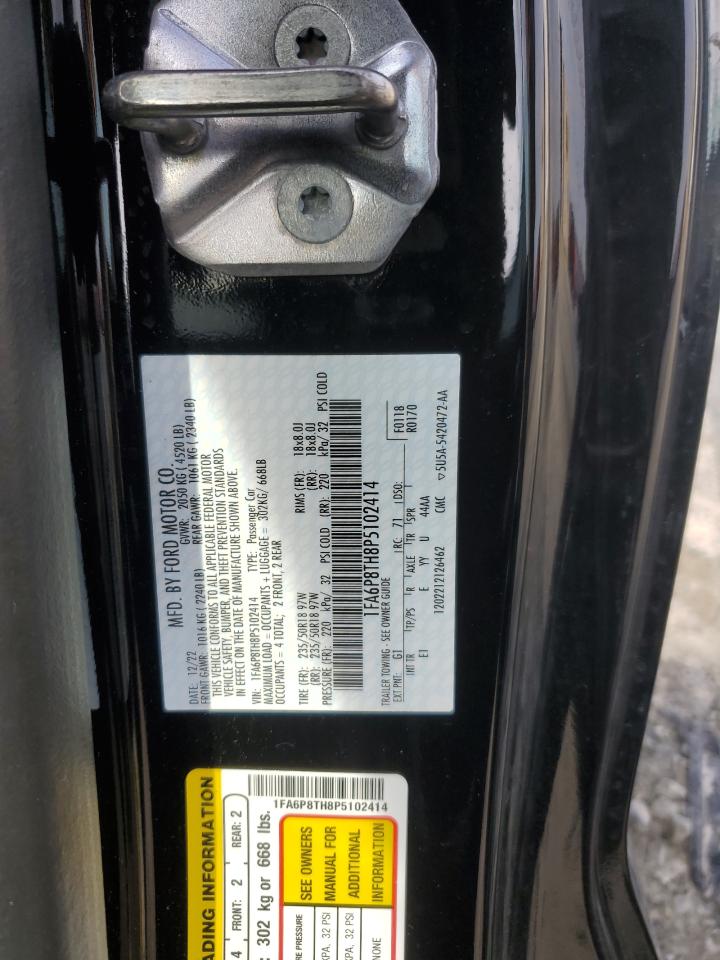 MFD. BY FORD MOTOR CO.
DATE: 12/22 GVWR: 2050 KG ( 4520 LB)
FRONT GAWR: 1016 KG ( 2240 LB) REAR GAWR: 1061 KG ( 2340 LB)
THIS VEHICLE CONFORMS TO ALL APPLICABLE FEDERAL MOTOR
VEHICLE SAFETY, BUMPER, AND THEFT PREVENTION STANDARDS
IN EFFECT ON THE DATE OF MANUFACTURE SHOWN ABOVE.
VIN: 1FA6P8TH8P5102414 TYPE: Passenger Car
MAXIMUM LOAD = OCCUPANTS + LUGGAGE = 302KG/ 668LB
OCCUPANTS = 4 TOTAL; 2 FRONT, 2 REAR
TIRE (FR): 235/50R18 97W RIMS (FR): 18x8.0J
(RR): 235/50R18 97W (RR): 18x8.0J
PRESSURE (FR): 220 kPa/ 32 PSI COLD (RR): 220 kPa/ 32 PSI COLD
1FA6P8TH8P5102414
TRAILER TOWING - SEE OWNER GUIDE
F0118
R0170
EXT PNT: G1 RC: 71 DSO:
INT TR TP/PS R AXLE TR SPR T
EI E YY U 44AA
1202212126462 CMC ▽5U5A-5420472-AA
ADING INFORMATION
4 FRONT: 2 REAR: 2
: 302 kg or 668 lbs.
1FA6P8TH8P5102414
RE PRESSURE
KPA, 32 PSI
KPA, 32 PSI
NONE
SEE OWNERS
MANUAL FOR
ADDITIONAL
INFORMATION